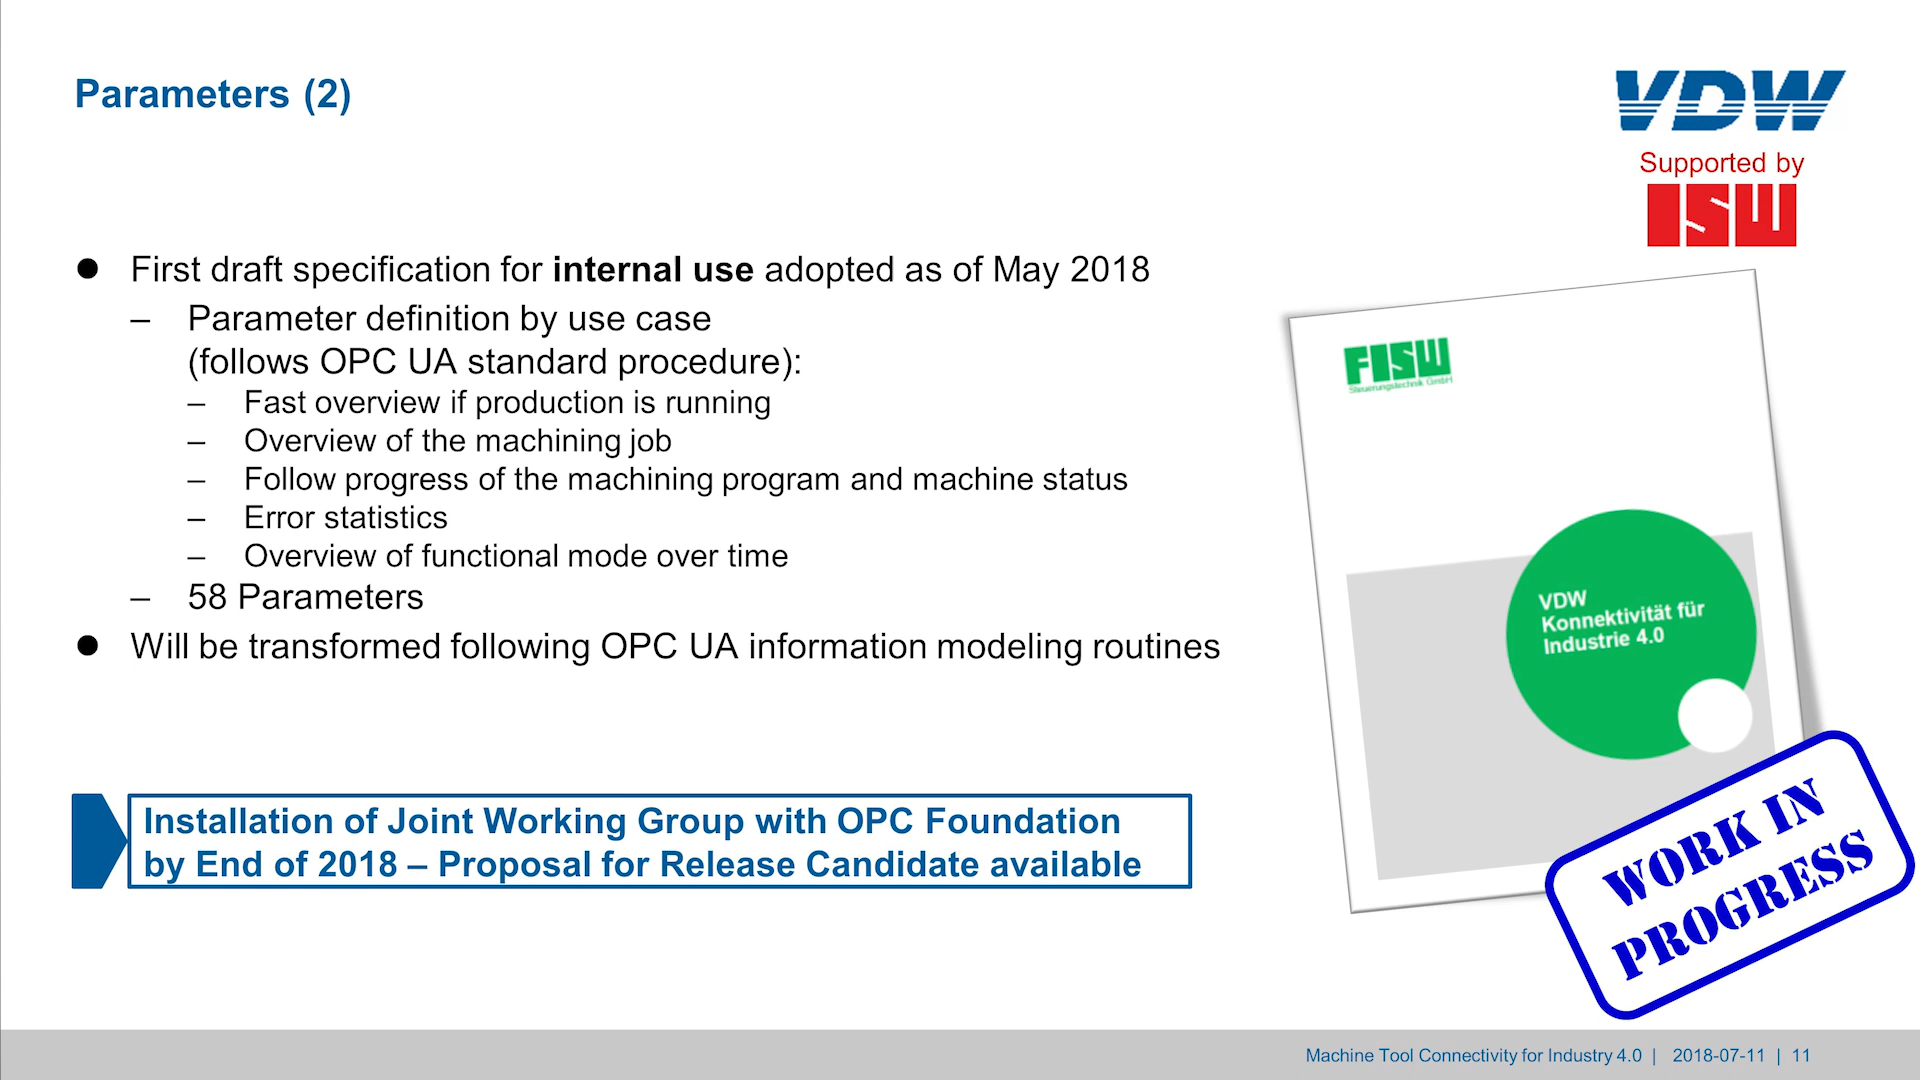 Parameters (2)
VDW
Supported by
ISW
● First draft specification for internal use adopted as of May 2018
– Parameter definition by use case
(follows OPC UA standard procedure):
– Fast overview if production is running
– Overview of the machining job
– Follow progress of the machining program and machine status
– Error statistics
– Overview of functional mode over time
– 58 Parameters
● Will be transformed following OPC UA information modeling routines
Installation of Joint Working Group with OPC Foundation
by End of 2018 – Proposal for Release Candidate available
FISW
Steuerungstechnik GmbH
VDW
Konnektivität für
Industrie 4.0
WORK IN
PROGRESS
Machine Tool Connectivity for Industry 4.0 | 2018-07-11 | 11